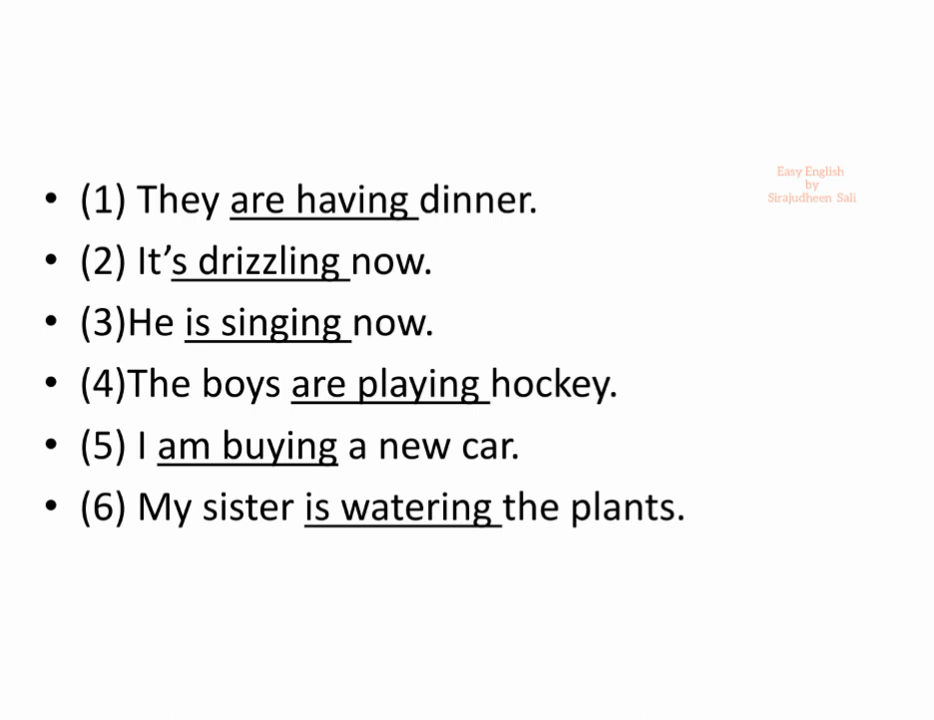 Easy English
by
Sirajudheen Sali
• (1) They are having dinner.
• (2) It’s drizzling now.
• (3)He is singing now.
• (4)The boys are playing hockey.
• (5) I am buying a new car.
• (6) My sister is watering the plants.